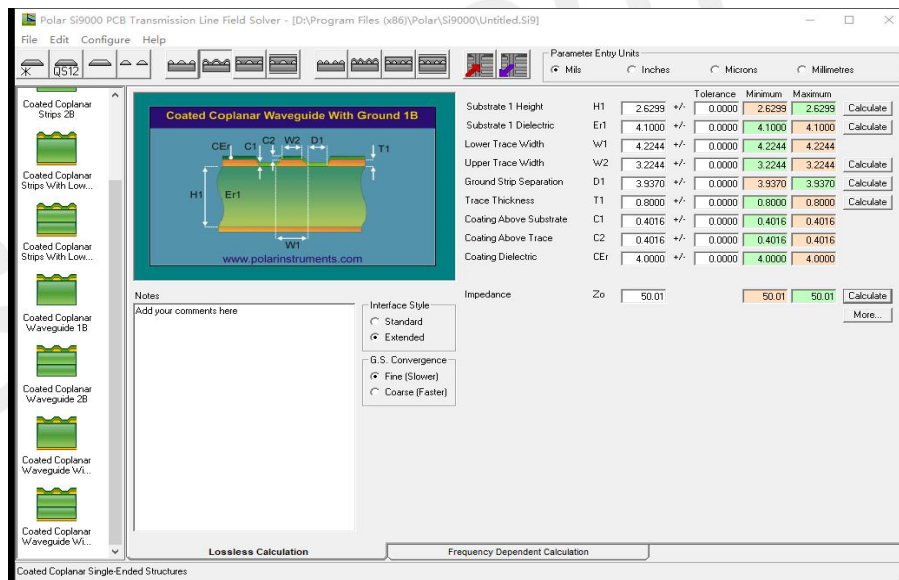 Polar Si9000 PCB Transmission Line Field Solver - [D:\Program Files (x86)\Polar\Si9000\Untitled.Si9]
File Edit Configure Help
QS12
Parameter Entry Units
Mils Inches Microns Millimetres
Coated Coplanar
Strips 2B
Coated Coplanar
Strips With Low...
Coated Coplanar
Strips With Low...
Coated Coplanar
Waveguide 1B
Coated Coplanar
Waveguide 2B
Coated Coplanar
Waveguide Wi...
Coated Coplanar
Waveguide Wi...
Coated Coplanar Waveguide With Ground 1B
CEr C1 C2 W2 D1 T1
H1 Er1
W1
www.polarinstruments.com
Tolerance Minimum Maximum
Substrate 1 Height H1 2.6299 +/- 0.0000 2.6299 2.6299 Calculate
Substrate 1 Dielectric Er1 4.1000 +/- 0.0000 4.1000 4.1000 Calculate
Lower Trace Width W1 4.2244 +/- 0.0000 4.2244 4.2244
Upper Trace Width W2 3.2244 +/- 0.0000 3.2244 3.2244 Calculate
Ground Strip Separation D1 3.9370 +/- 0.0000 3.9370 3.9370 Calculate
Trace Thickness T1 0.8000 +/- 0.0000 0.8000 0.8000 Calculate
Coating Above Substrate C1 0.4016 +/- 0.0000 0.4016 0.4016
Coating Above Trace C2 0.4016 +/- 0.0000 0.4016 0.4016
Coating Dielectric CEr 4.0000 +/- 0.0000 4.0000 4.0000
Impedance Zo 50.01 50.01 50.01 Calculate
More...
Notes
Add your comments here
Interface Style
Standard
Extended
G.S. Convergence
Fine (Slower)
Coarse (Faster)
Lossless Calculation Frequency Dependent Calculation
Coated Coplanar Single-Ended Structures